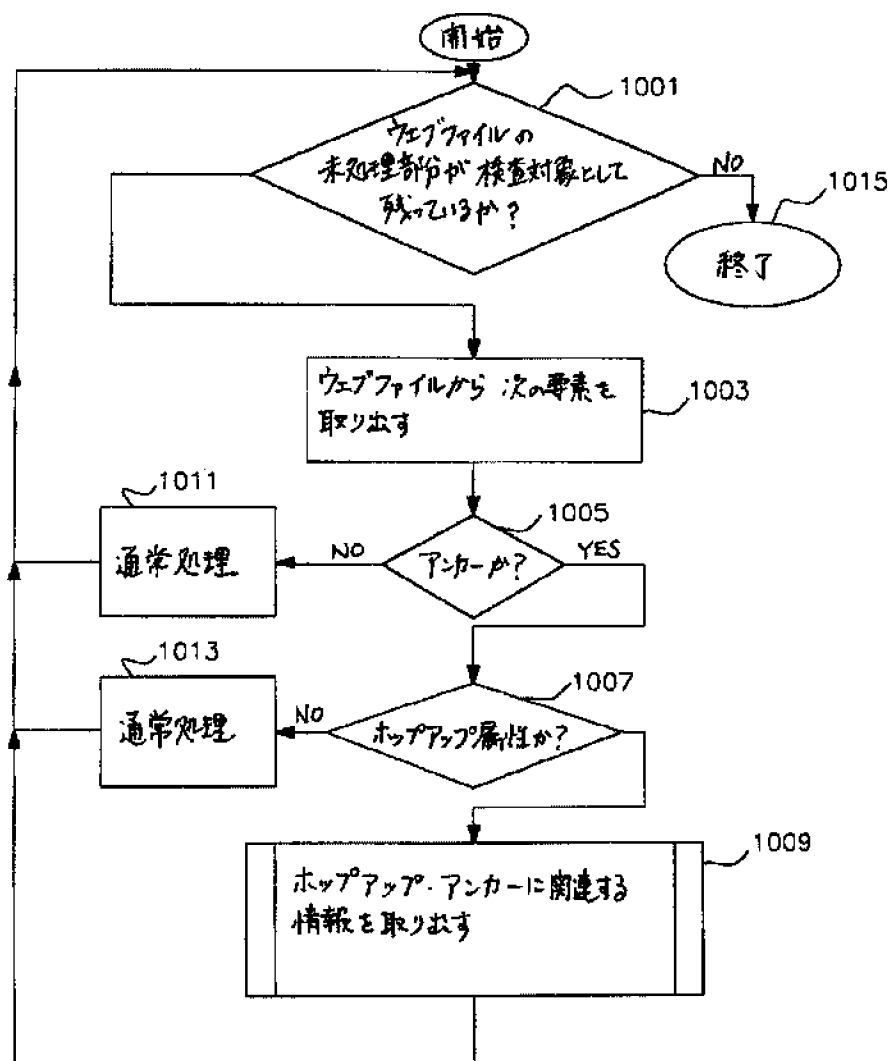 開始
1001
ウェブファイルの
未処理部分が検査対象として
残っているか?
NO
1015
終了
ウェブファイルから次の要素を
取り出す
1003
1011
通常処理
NO
1005
アンカーか?
YES
1013
通常処理
NO
1007
ホップアップ属性か?
1009
ホップアップ・アンカーに関連する
情報を取り出す